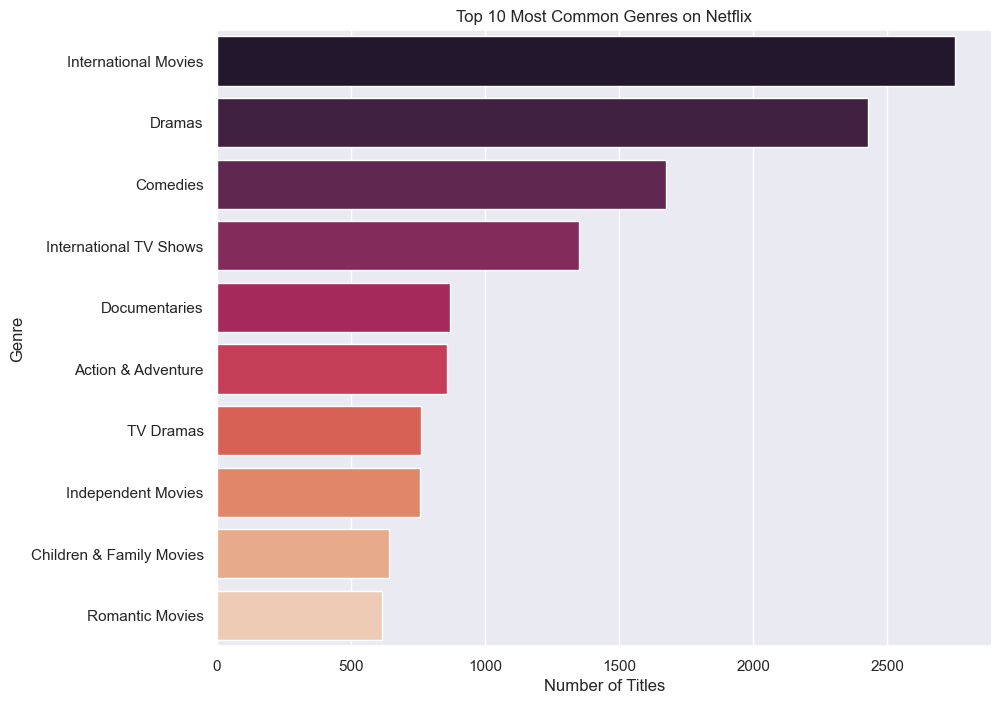 Top 10 Most Common Genres on Netflix
International Movies
Dramas
Comedies
International TV Shows
Documentaries
Action & Adventure
TV Dramas
Independent Movies
Children & Family Movies
Romantic Movies
Genre
0 500 1000 1500 2000 2500
Number of Titles